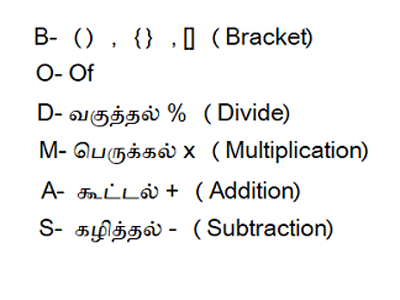 B- () , {} ,[] ( Bracket)
O- Of
D- வகுத்தல் % ( Divide)
M- பெருக்கல் x ( Multiplication)
A- கூட்டல் + ( Addition)
S- கழித்தல் - ( Subtraction)